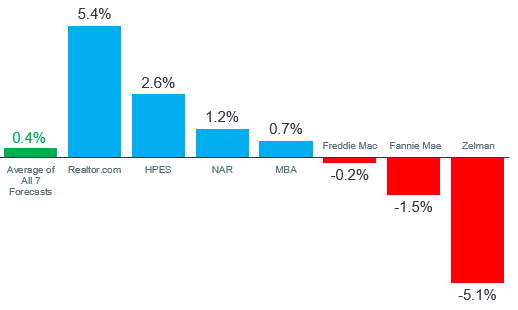 5.4%
2.6%
1.2%
0.7%
0.4%
Freddie Mac
Fannie Mae
Zelman
Average of
All 7
Forecasts
Realtor.com
HPES
NAR
MBA
-0.2%
-1.5%
-5.1%